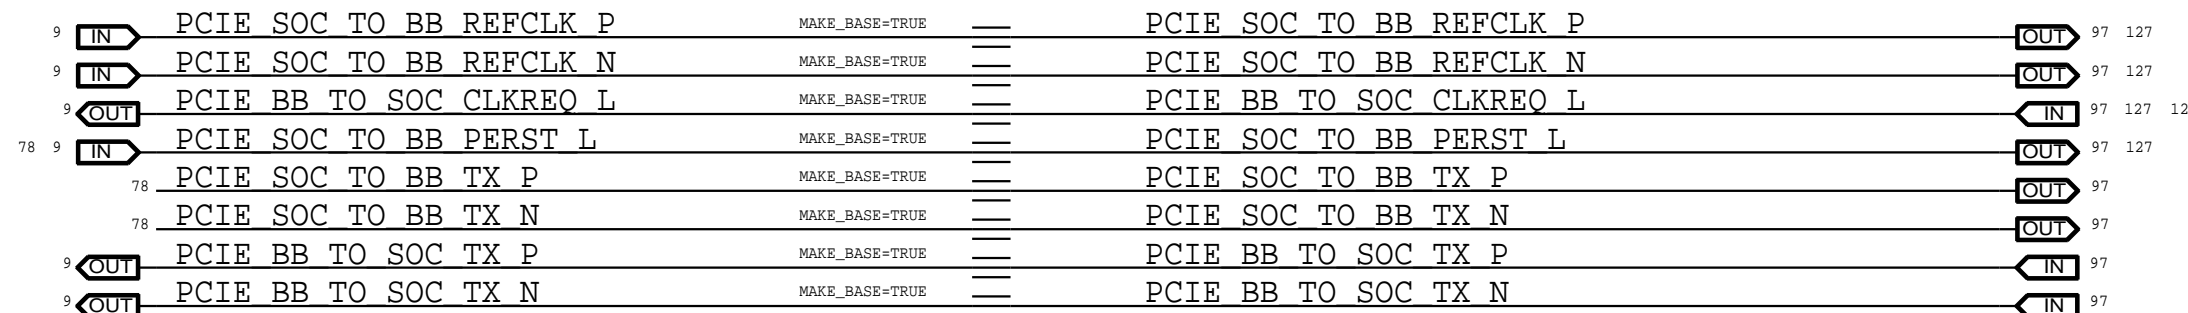 9 IN PCIE_SOC_TO_BB_REFCLK_P MAKE_BASE=TRUE PCIE_SOC_TO_BB_REFCLK_P OUT 97 127
9 IN PCIE_SOC_TO_BB_REFCLK_N MAKE_BASE=TRUE PCIE_SOC_TO_BB_REFCLK_N OUT 97 127
9 OUT PCIE_BB_TO_SOC_CLKREQ_L MAKE_BASE=TRUE PCIE_BB_TO_SOC_CLKREQ_L IN 97 127 12
78 9 IN PCIE_SOC_TO_BB_PERST_L MAKE_BASE=TRUE PCIE_SOC_TO_BB_PERST_L OUT 97 127
78 PCIE_SOC_TO_BB_TX_P MAKE_BASE=TRUE PCIE_SOC_TO_BB_TX_P OUT 97
78 PCIE_SOC_TO_BB_TX_N MAKE_BASE=TRUE PCIE_SOC_TO_BB_TX_N OUT 97
9 OUT PCIE_BB_TO_SOC_TX_P MAKE_BASE=TRUE PCIE_BB_TO_SOC_TX_P IN 97
9 OUT PCIE_BB_TO_SOC_TX_N MAKE_BASE=TRUE PCIE_BB_TO_SOC_TX_N IN 97